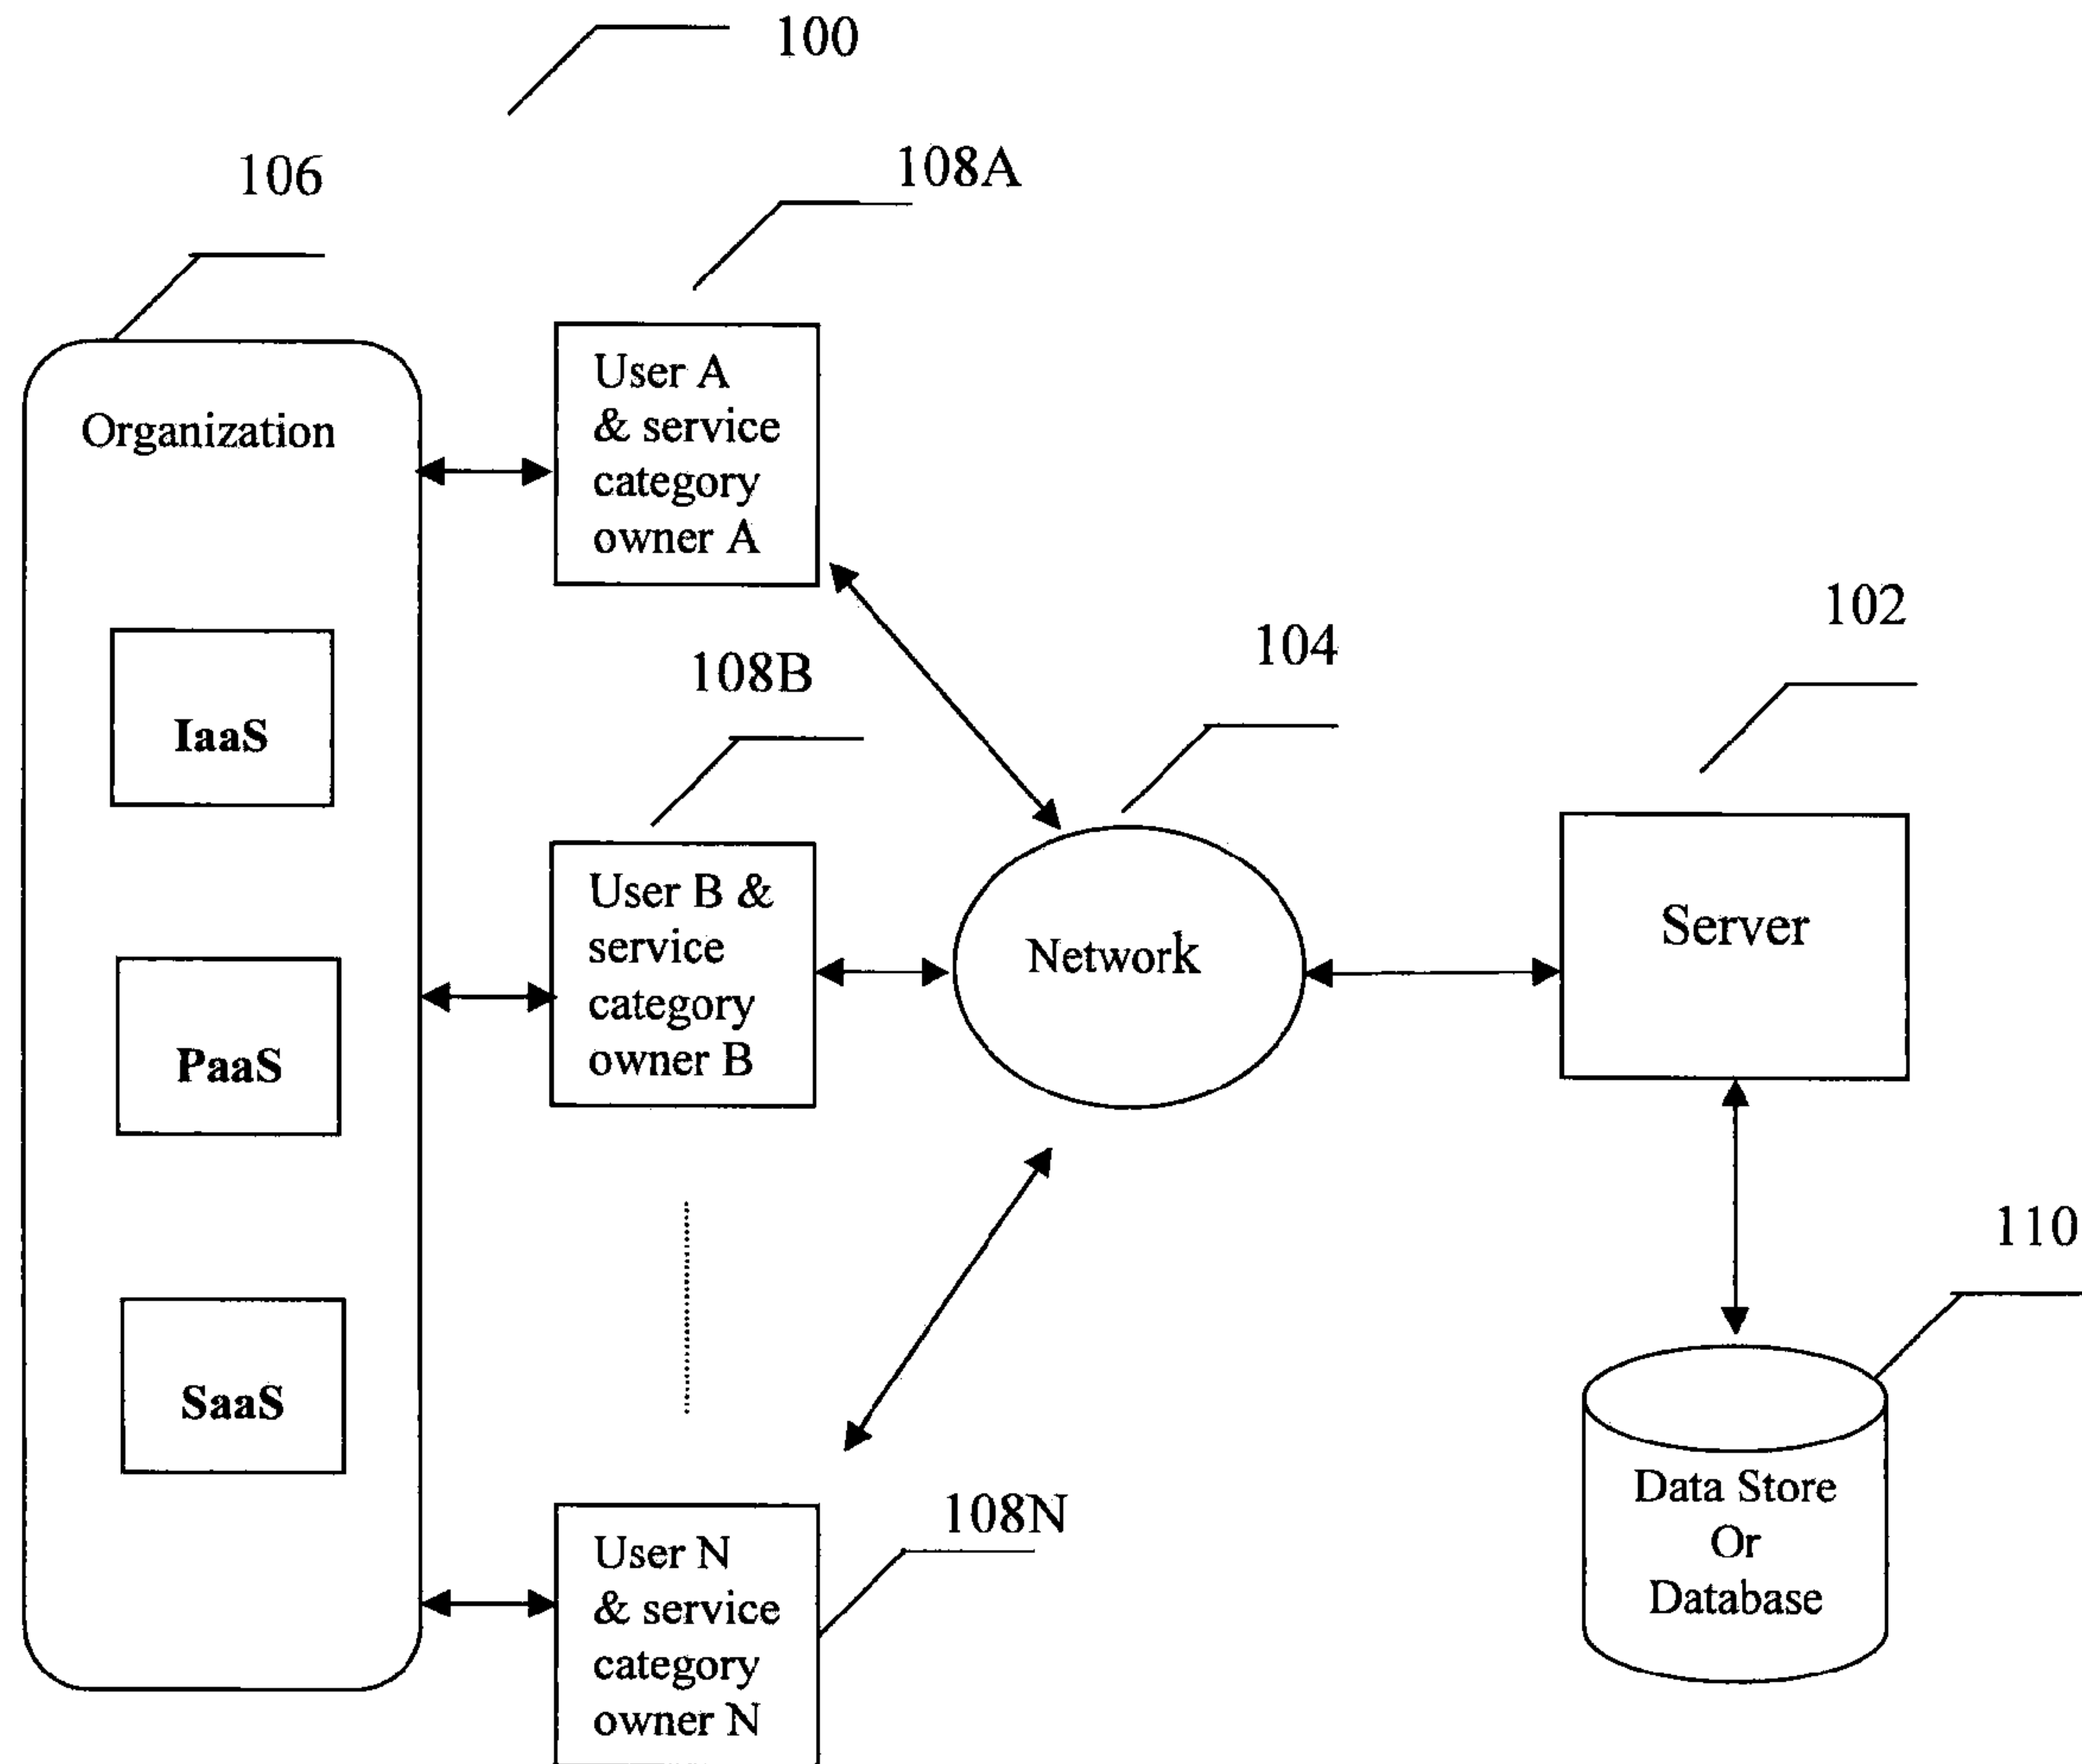 100
106
108A
Organization
User A
& service
category
owner A
IaaS
PaaS
SaaS
108B
User B &
service
category
owner B
104
Network
102
Server
110
Data Store
Or
Database
108N
User N
& service
category
owner N